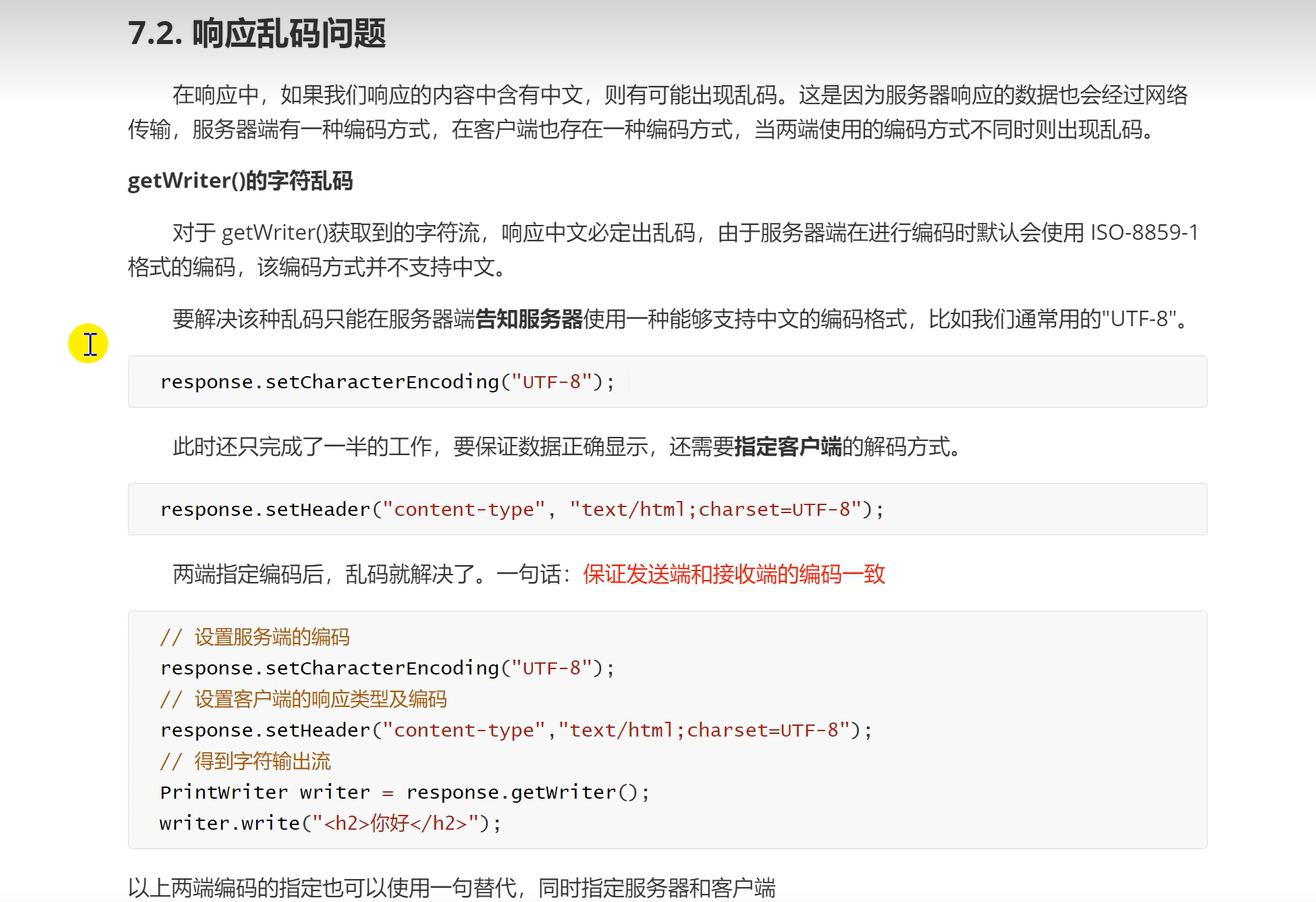 7.2. 响应乱码问题
在响应中，如果我们响应的内容中含有中文，则有可能出现乱码。这是因为服务器响应的数据也会经过网络
传输，服务器端有一种编码方式，在客户端也存在一种编码方式，当两端使用的编码方式不同时则出现乱码。
getWriter()的字符乱码
对于 getWriter()获取到的字符流，响应中文必定出乱码，由于服务器端在进行编码时默认会使用 ISO-8859-1
格式的编码，该编码方式并不支持中文。
要解决该种乱码只能在服务器端告知服务器使用一种能够支持中文的编码格式，比如我们通常用的"UTF-8"。
response.setCharacterEncoding("UTF-8");
此时还只完成了一半的工作，要保证数据正确显示，还需要指定客户端的解码方式。
response.setHeader("content-type", "text/html;charset=UTF-8");
两端指定编码后，乱码就解决了。一句话：保证发送端和接收端的编码一致
// 设置服务端的编码
response.setCharacterEncoding("UTF-8");
// 设置客户端的响应类型及编码
response.setHeader("content-type","text/html;charset=UTF-8");
// 得到字符输出流
PrintWriter writer = response.getWriter();
writer.write("<h2>你好</h2>");
以上两端编码的指定也可以使用一句替代，同时指定服务器和客户端